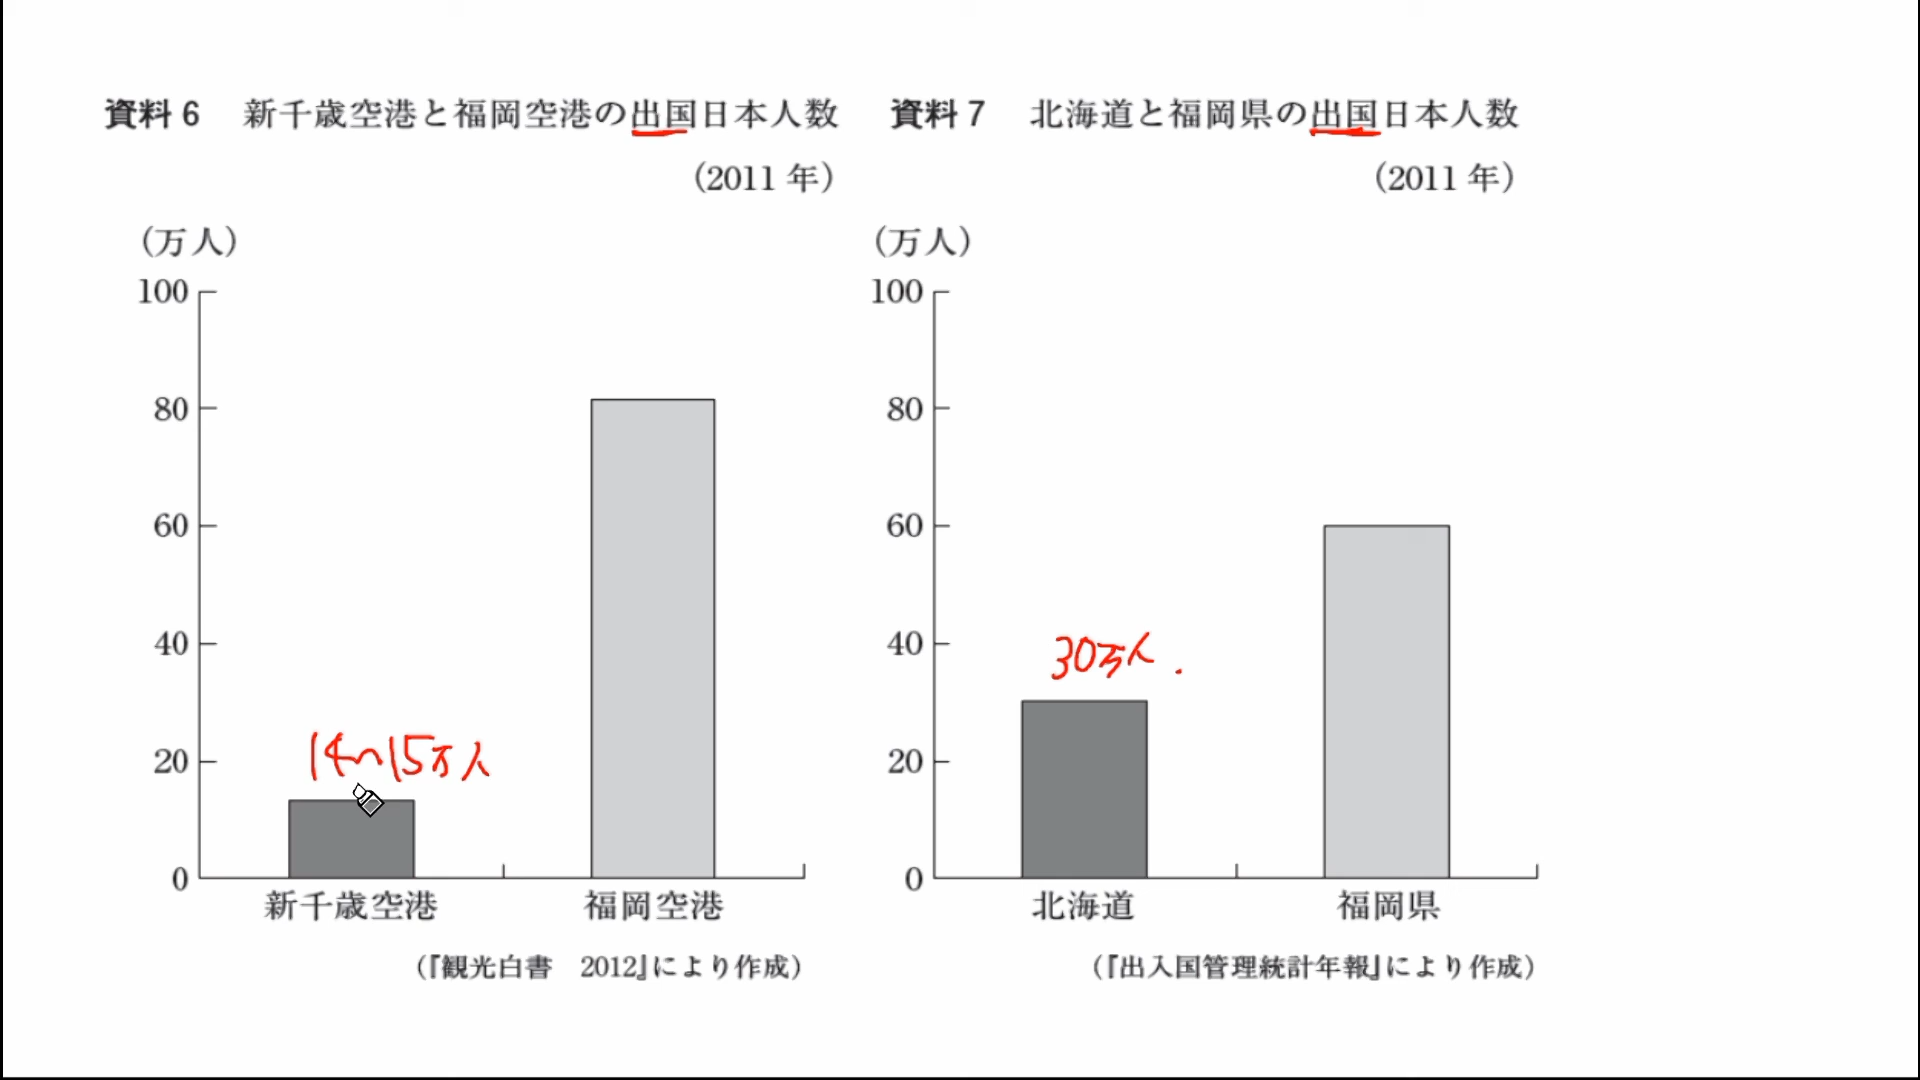 資料6 新千歳空港と福岡空港の出国日本人数
(2011年)
(万人)
100
80
60
40
20
0
14〜15万人
新千歳空港 福岡空港
(『観光白書 2012』により作成)
資料7 北海道と福岡県の出国日本人数
(2011年)
(万人)
100
80
60
40
20
0
30万人.
北海道 福岡県
(『出入国管理統計年報』により作成)